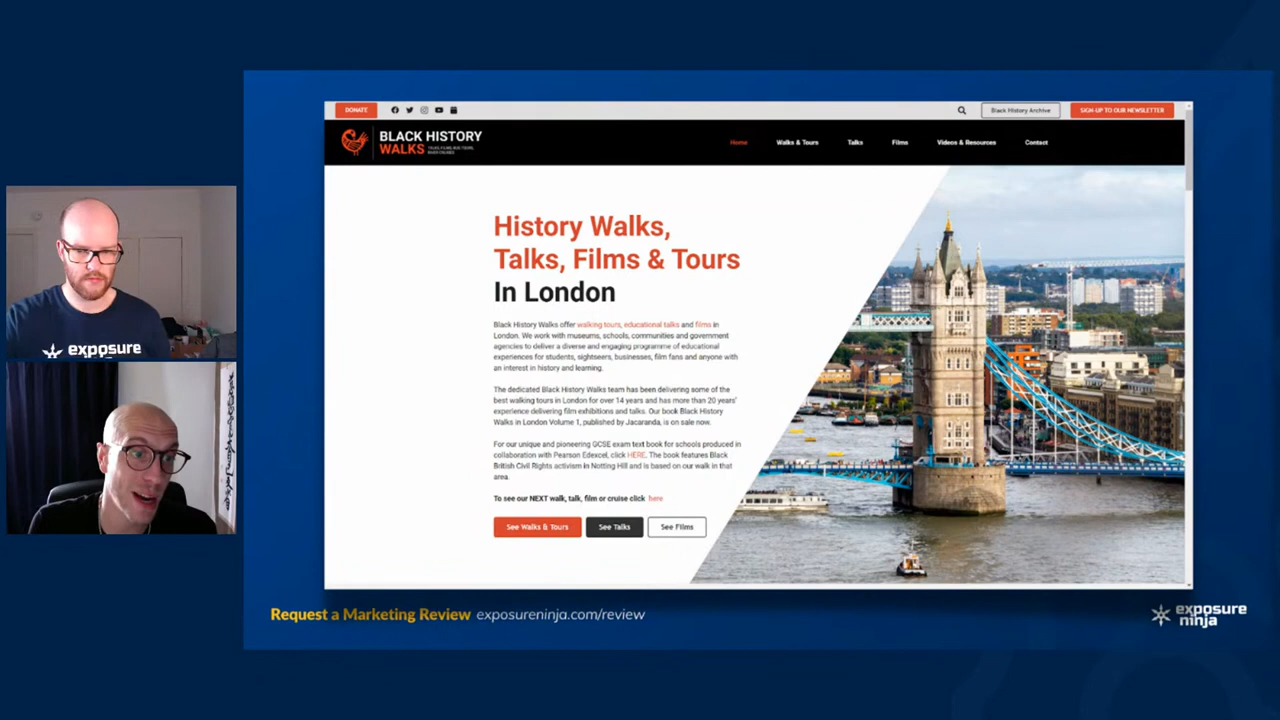 DONATE
Black History Archive
SIGN-UP TO OUR NEWSLETTER
BLACK HISTORY
WALKS
TALKS, FILMS, BUS TOURS,
RIVER CRUISES
Home
Walks & Tours
Talks
Films
Videos & Resources
Contact
History Walks,
Talks, Films & Tours
In London
Black History Walks offer walking tours, educational talks and films in
London. We work with museums, schools, communities and government
agencies to deliver a diverse and engaging programme of educational
experiences for students, sightseers, businesses, film fans and anyone with
an interest in history and learning.
The dedicated Black History Walks team has been delivering some of the
best walking tours in London for over 14 years and has more than 20 years'
experience delivering film exhibitions and talks. Our book Black History
Walks in London Volume 1, published by Jacaranda, is on sale now.
For our unique and pioneering GCSE exam text book for schools produced in
collaboration with Pearson Edexcel, click HERE. The book features Black
British Civil Rights activism in Notting Hill and is based on our walk in that
area.
To see our NEXT walk, talk, film or cruise click here
See Walks & Tours
See Talks
See Films
exposure
Request a Marketing Review exposureninja.com/review
exposure
ninja